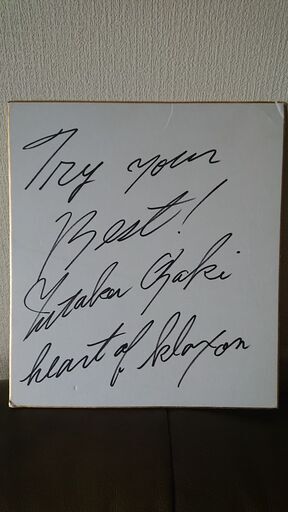 Try your
Best!
Yutaka Ozaki
heart of klaxon